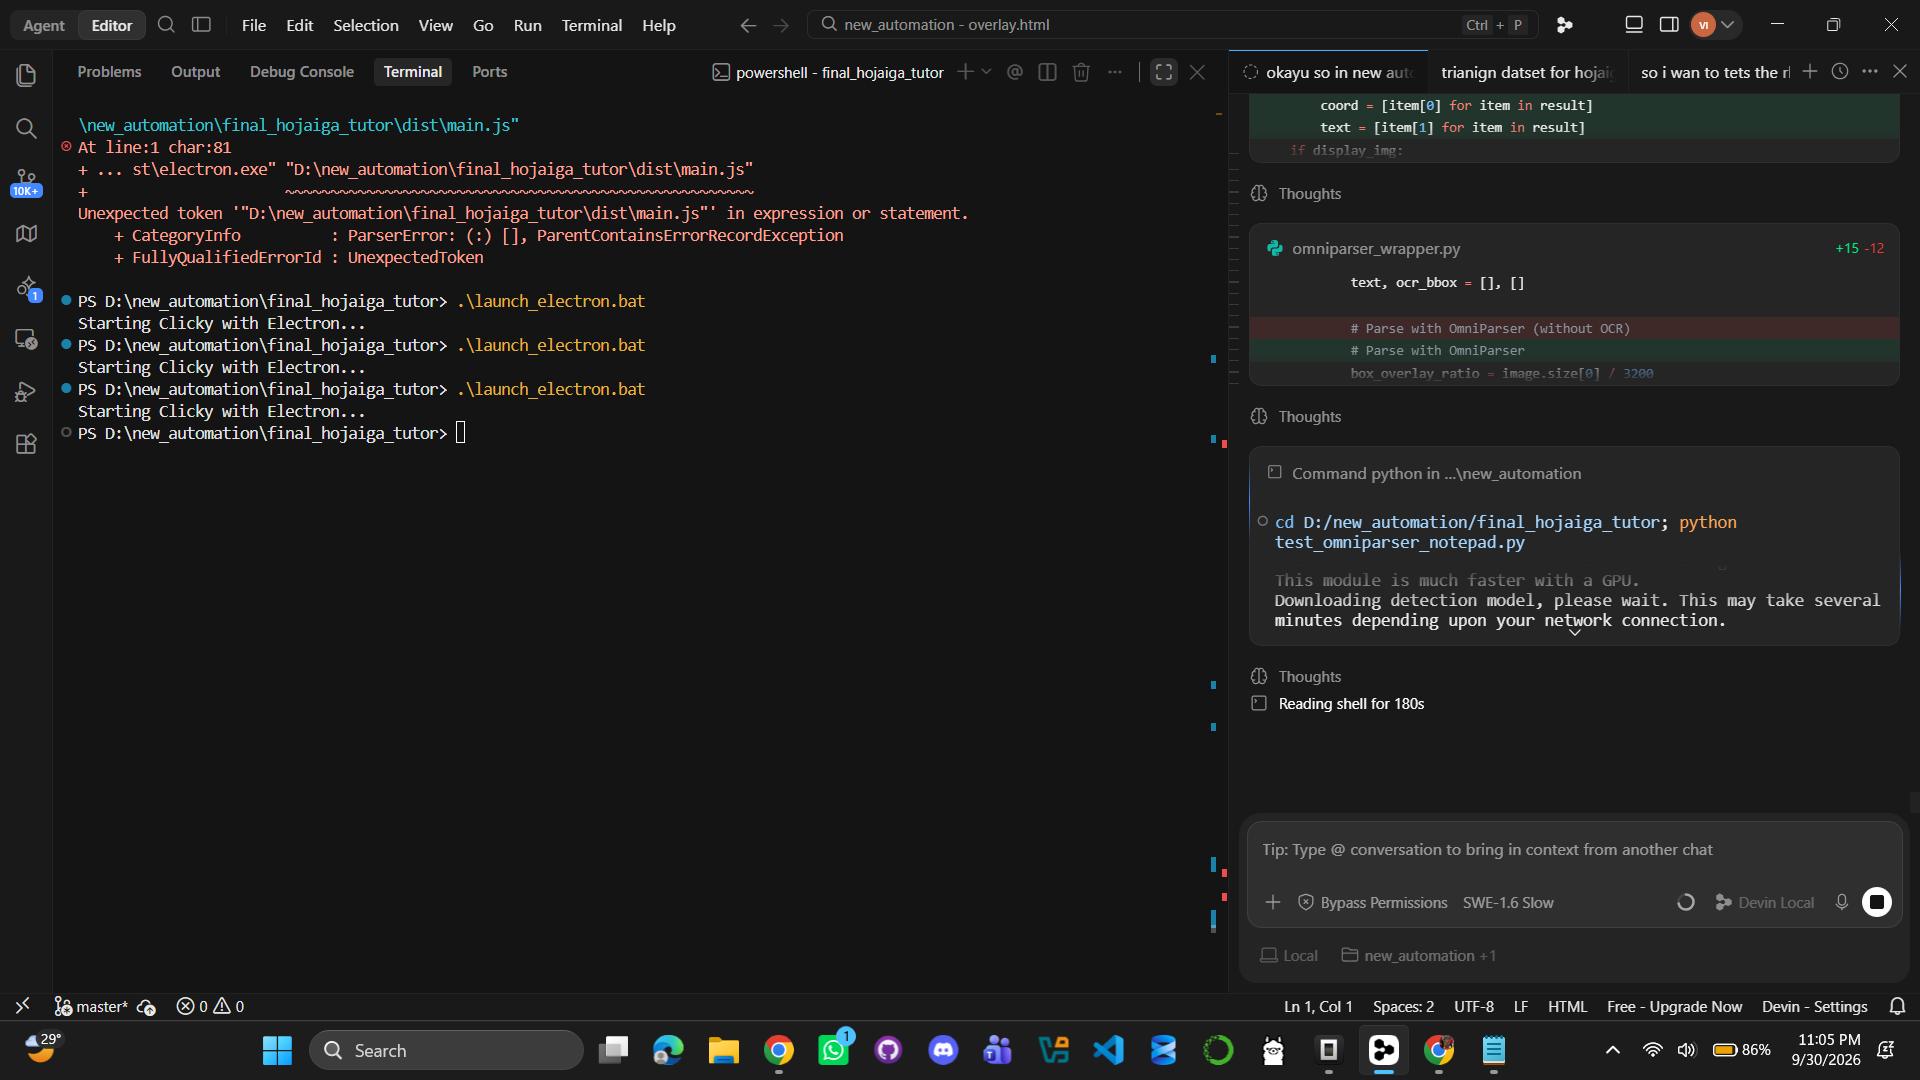 Agent Editor File Edit Selection View Go Run Terminal Help new_automation - overlay.html Ctrl + P VI
Problems Output Debug Console Terminal Ports powershell - final_hojaiga_tutor
\new_automation\final_hojaiga_tutor\dist\main.js"
At line:1 char:81
+ ... st\electron.exe" "D:\new_automation\final_hojaiga_tutor\dist\main.js"
+ ~~~~~~~~~~~~~~~~~~~~~~~~~~~~~~~~~~~~~~~~~~~~~~~~~~~~
Unexpected token '"D:\new_automation\final_hojaiga_tutor\dist\main.js"' in expression or statement.
+ CategoryInfo : ParserError: (:) [], ParentContainsErrorRecordException
+ FullyQualifiedErrorId : UnexpectedToken
PS D:\new_automation\final_hojaiga_tutor> .\launch_electron.bat
Starting Clicky with Electron...
PS D:\new_automation\final_hojaiga_tutor> .\launch_electron.bat
Starting Clicky with Electron...
PS D:\new_automation\final_hojaiga_tutor> .\launch_electron.bat
Starting Clicky with Electron...
PS D:\new_automation\final_hojaiga_tutor>
10K+
1
okayu so in new auto trianign datset for hojaig so i wan to tets the rl
coord = [item[0] for item in result]
text = [item[1] for item in result]
if display_img:
Thoughts
omniparser_wrapper.py +15 -12
text, ocr_bbox = [], []
# Parse with OmniParser (without OCR)
# Parse with OmniParser
box_overlay_ratio = image.size[0] / 3200
Thoughts
Command python in ...\new_automation
cd D:/new_automation/final_hojaiga_tutor; python
test_omniparser_notepad.py
This module is much faster with a GPU.
Downloading detection model, please wait. This may take several
minutes depending upon your network connection.
Thoughts
Reading shell for 180s
Tip: Type @ conversation to bring in context from another chat
Bypass Permissions SWE-1.6 Slow Devin Local
Local new_automation +1
master* 0 0 Ln 1, Col 1 Spaces: 2 UTF-8 LF HTML Free - Upgrade Now Devin - Settings
29° Search 1 86% 11:05 PM
9/30/2026